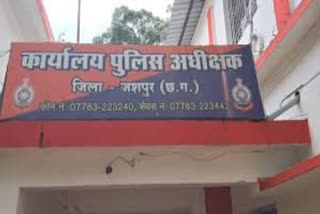 कार्यालय पुलिस अधीक्षक
जिला - जशपुर (छ.ग.)
फोन नं. 07763-223240, फैक्स नं. 07763-223442